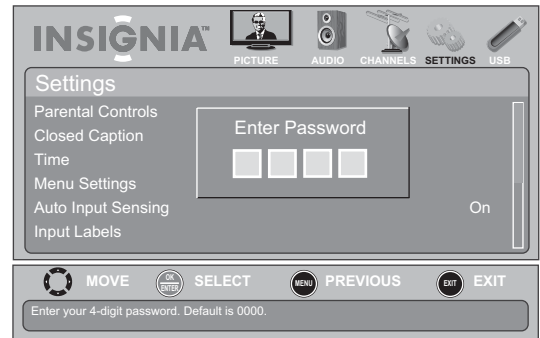 INSIGNIA™
PICTURE AUDIO CHANNELS SETTINGS USB
Settings
Parental Controls
Closed Caption
Time
Menu Settings
Auto Input Sensing On
Input Labels
Enter Password
MOVE OK ENTER SELECT MENU PREVIOUS EXIT EXIT
Enter your 4-digit password. Default is 0000.